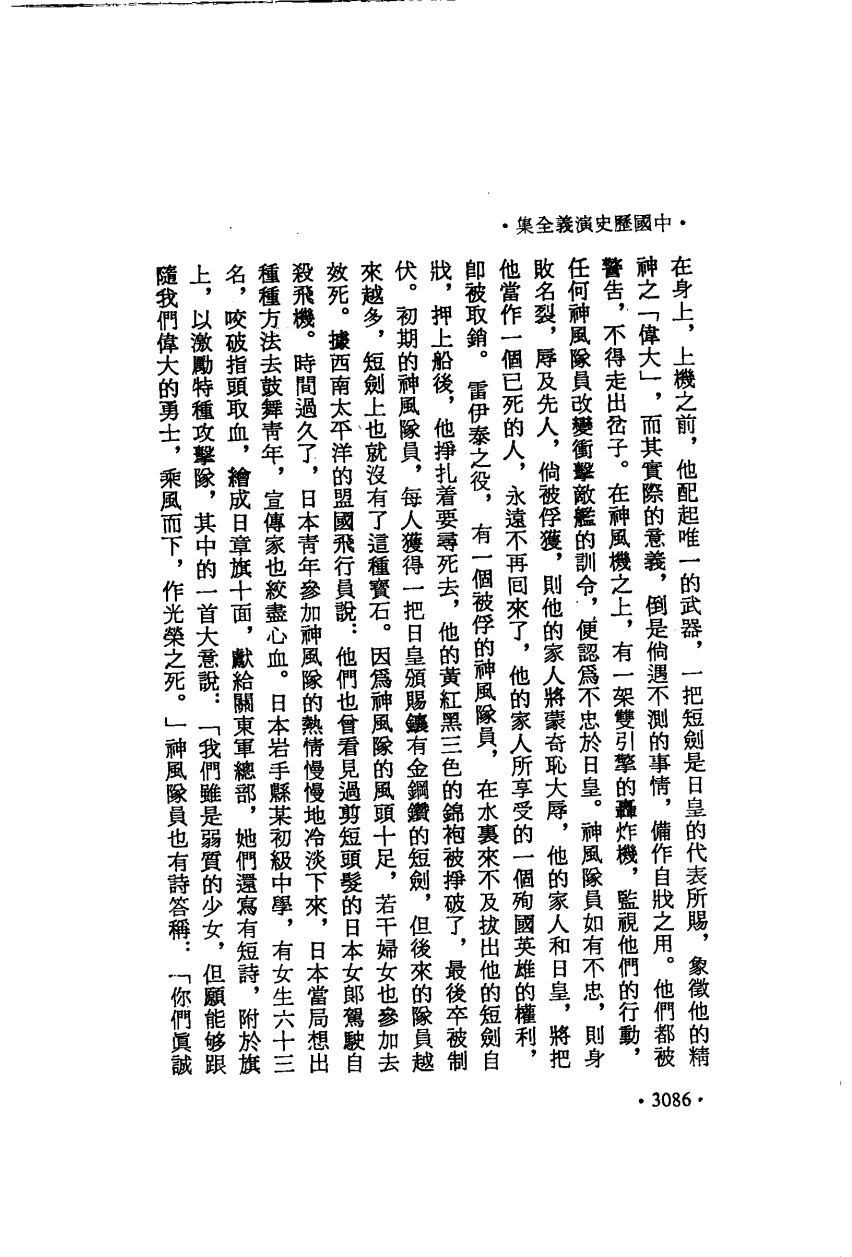 ・中國歷史演義全集・
在身上，上機之前，他配起唯一的武器，一把短劍是日皇的代表所賜，象徵他的精
神之「偉大」，而其實際的意義，倒是倘遇不測的事情，備作自戕之用。他們都被
警告，不得走出岔子。在神風機之上，有一架雙引擎的轟炸機，監視他們的行動，
任何神風隊員改變衝擊敵艦的訓令，便認爲不忠於日皇。神風隊員如有不忠，則身
敗名裂，辱及先人，倘被俘獲，則他的家人將蒙奇恥大辱，他的家人和日皇，將把
他當作一個已死的人，永遠不再回來了，他的家人所享受的一個殉國英雄的權利，
卽被取銷。雷伊泰之役，有一個被俘的神風隊員，在水裏來不及拔出他的短劍自
戕，押上船後，他掙扎着要尋死去，他的黃紅黑三色的錦袍被掙破了，最後卒被制
伏。初期的神風隊員，每人獲得一把日皇頒賜鑲有金鋼鑽的短劍，但後來的隊員越
來越多，短劍上也就沒有了這種寶石。因爲神風隊的風頭十足，若干婦女也參加去
效死。據西南太平洋的盟國飛行員說：他們也曾看見過剪短頭髮的日本女郎駕駛自
殺飛機。時間過久了，日本靑年參加神風隊的熱情慢慢地冷淡下來，日本當局想出
種種方法去鼓舞靑年，宣傳家也絞盡心血。日本岩手縣某初級中學，有女生六十三
名，咬破指頭取血，繪成日章旗十面，獻給關東軍總部，她們還寫有短詩，附於旗
上，以激勵特種攻擊隊，其中的一首大意說：「我們雖是弱質的少女，但願能够跟
隨我們偉大的勇士，乘風而下，作光榮之死。」神風隊員也有詩答稱：「你們眞誠
・3086・